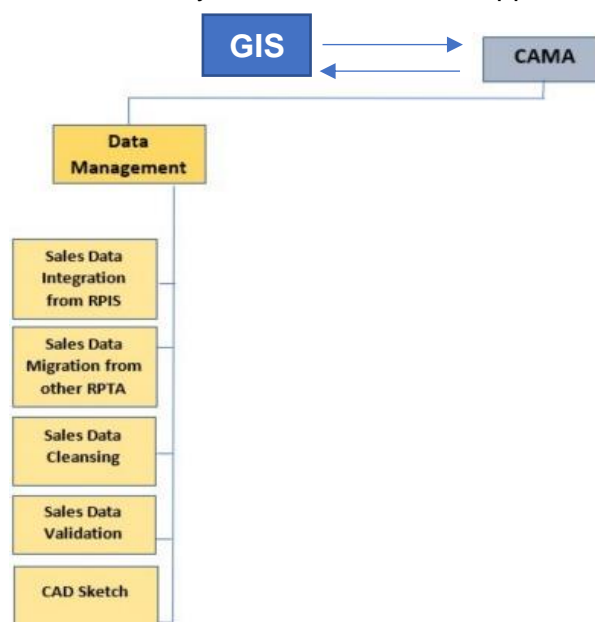 GIS
CAMA
Data
Management
Sales Data
Integration
from RPIS
Sales Data
Migration from
other RPTA
Sales Data
Cleansing
Sales Data
Validation
CAD Sketch